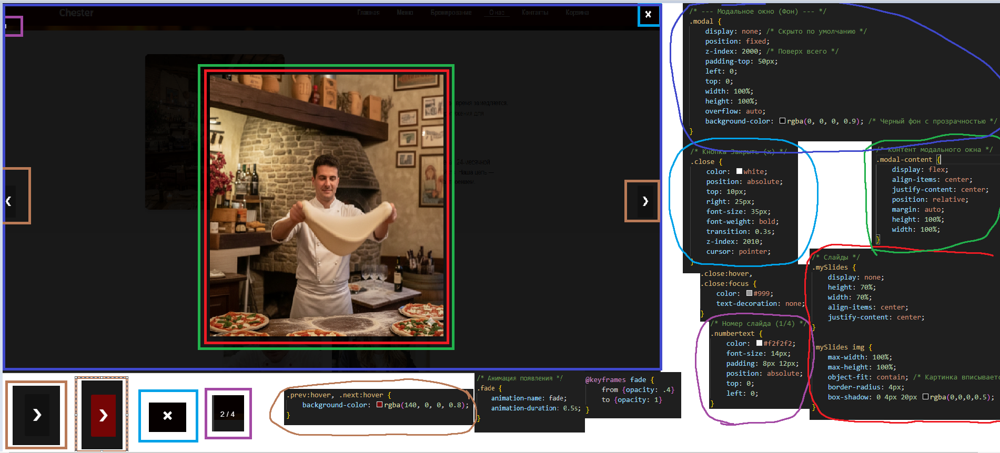 Chester
Главная
Меню
Бронирование
О нас
Контакты
Корзина
×
время замедляется.
24-месячной
Наша цель —
❮
❯
/* --- Модальное окно (Фон) --- */
.modal {
display: none; /* Скрыто по умолчанию */
position: fixed;
z-index: 2000; /* Поверх всего */
padding-top: 50px;
left: 0;
top: 0;
width: 100%;
height: 100%;
overflow: auto;
background-color: rgba(0, 0, 0, 0.9); /* Черный фон с прозрачностью */
}
/* Кнопка Закрыть (x) */
.close {
color: white;
position: absolute;
top: 10px;
right: 25px;
font-size: 35px;
font-weight: bold;
transition: 0.3s;
z-index: 2010;
cursor: pointer;
}
.close:hover,
.close:focus {
color: #999;
text-decoration: none;
}
/* Контент модального окна */
.modal-content {
display: flex;
align-items: center;
justify-content: center;
position: relative;
margin: auto;
height: 100%;
width: 100%;
}
/* Слайды */
.mySlides {
display: none;
height: 70%;
width: 70%;
align-items: center;
justify-content: center;
}
mySlides img {
max-width: 100%;
max-height: 100%;
object-fit: contain; /* Картинка вписываетс
border-radius: 4px;
box-shadow: 0 4px 20px rgba(0,0,0,0.5);
}
/* Номер слайда (1/4) */
.numbertext {
color: #f2f2f2;
font-size: 14px;
padding: 8px 12px;
position: absolute;
top: 0;
left: 0;
}
❯
❯
×
2 / 4
.prev:hover, .next:hover {
background-color: rgba(140, 0, 0, 0.8);
}
/* Анимация появления */
.fade {
animation-name: fade;
animation-duration: 0.5s;
}
@keyframes fade {
from {opacity: .4}
to {opacity: 1}
}